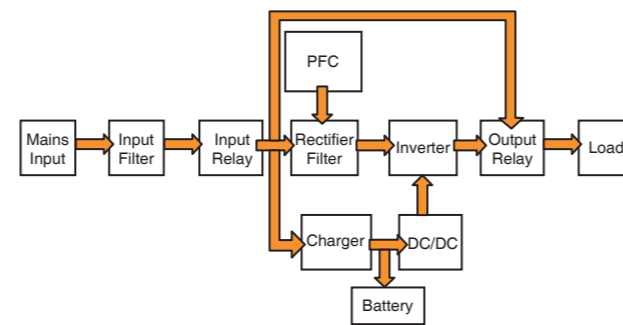 PFC
Mains
Input
Input
Filter
Input
Relay
Rectifier
Filter
Inverter
Output
Relay
Load
Charger
DC/DC
Battery